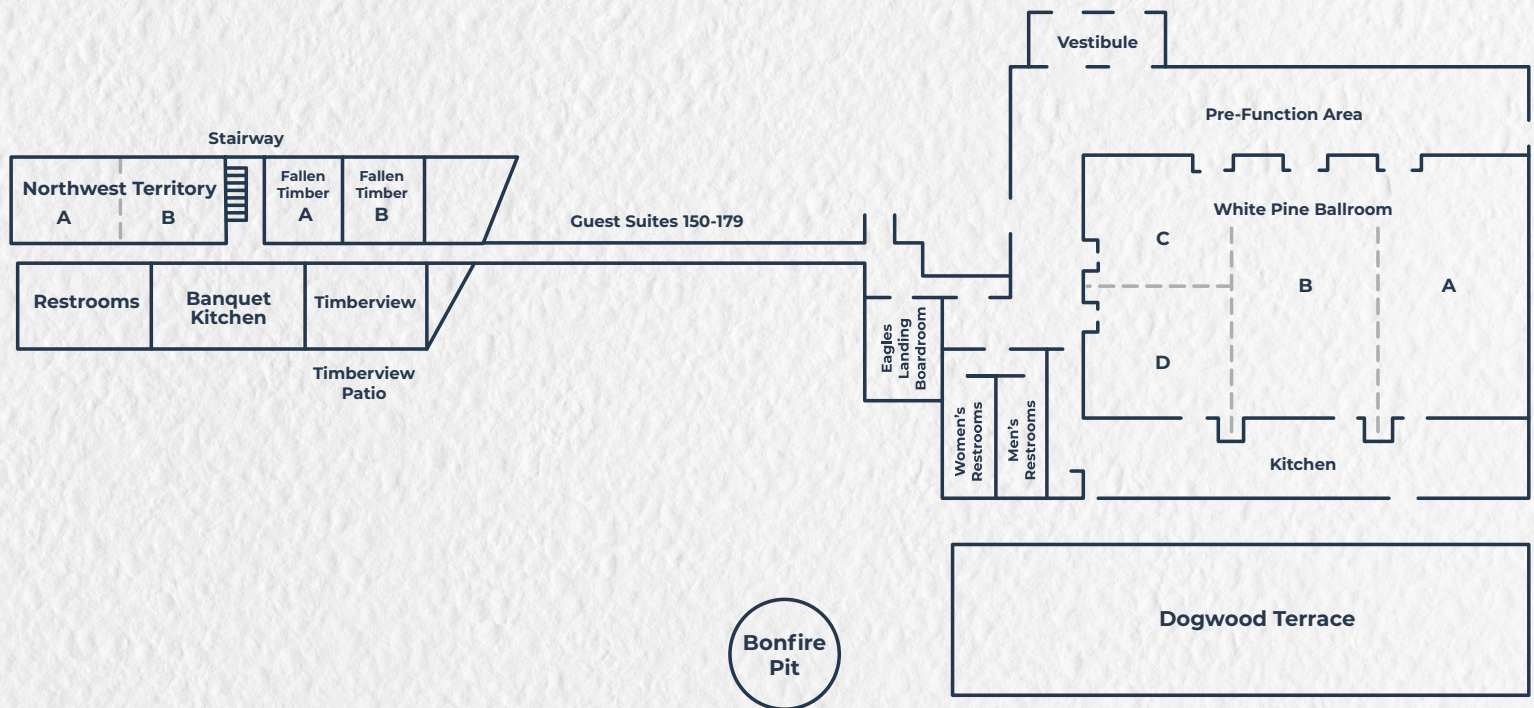 Vestibule
Pre-Function Area
Stairway
Northwest Territory
A
B
Fallen
Timber
A
Fallen
Timber
B
Guest Suites 150-179
White Pine Ballroom
C
B
A
D
Restrooms
Banquet
Kitchen
Timberview
Timberview
Patio
Eagles
Landing
Boardroom
Women's
Restrooms
Men's
Restrooms
Kitchen
Bonfire
Pit
Dogwood Terrace